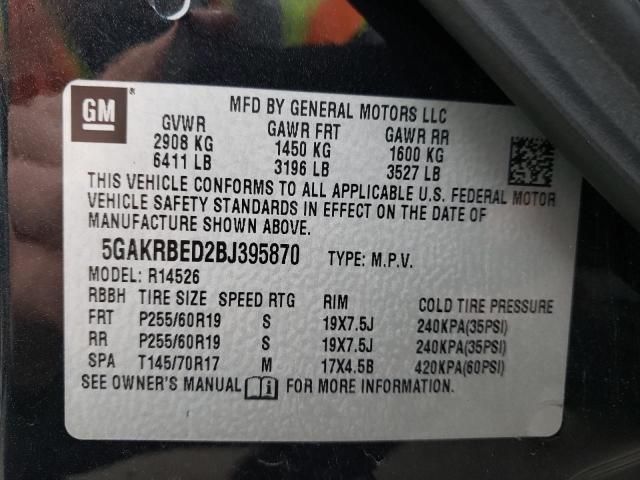 GM®
MFD BY GENERAL MOTORS LLC
GVWR GAWR FRT GAWR RR
2908 KG 1450 KG 1600 KG
6411 LB 3196 LB 3527 LB
THIS VEHICLE CONFORMS TO ALL APPLICABLE U.S. FEDERAL MOTOR
VEHICLE SAFETY STANDARDS IN EFFECT ON THE DATE OF
MANUFACTURE SHOWN ABOVE.
5GAKRBED2BJ395870 TYPE: M.P.V.
MODEL: R14526
RBBH TIRE SIZE SPEED RTG RIM COLD TIRE PRESSURE
FRT P255/60R19 S 19X7.5J 240KPA(35PSI)
RR P255/60R19 S 19X7.5J 240KPA(35PSI)
SPA T145/70R17 M 17X4.5B 420KPA(60PSI)
SEE OWNER'S MANUAL FOR MORE INFORMATION.